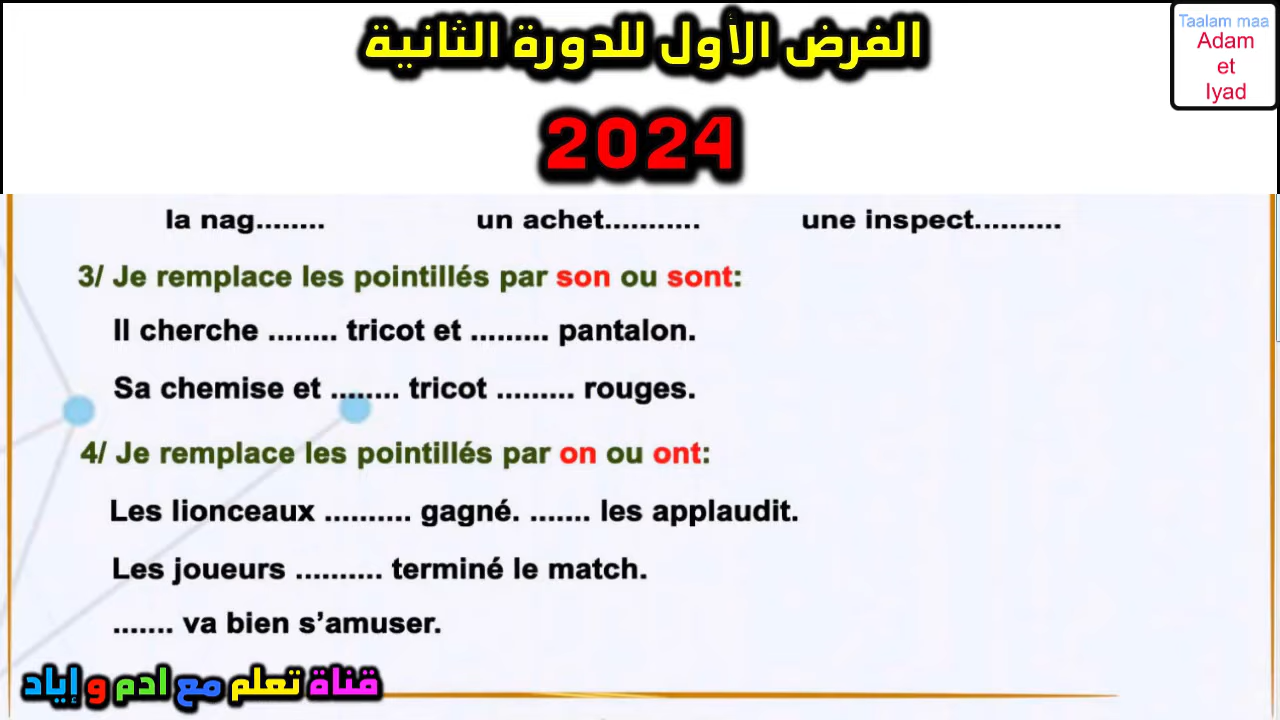 الفرض الأول للدورة الثانية
2024
Taalam maa
Adam
et
Iyad
la nag........ un achet........... une inspect..........
3/ Je remplace les pointillés par son ou sont:
Il cherche ........ tricot et ......... pantalon.
Sa chemise et ........ tricot ......... rouges.
4/ Je remplace les pointillés par on ou ont:
Les lionceaux .......... gagné. ....... les applaudit.
Les joueurs .......... terminé le match.
....... va bien s’amuser.
قناة تعلم مع ادم و إياد